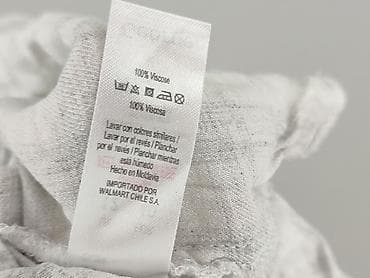 100% Viscose
100% Viscose
Lavar con colores similares /
Lavar por el revés / Planchar
por el revés / Planchar mientras
está húmedo
Hecho en Moldavia
IMPORTADO POR
WALMART CHILE S.A.